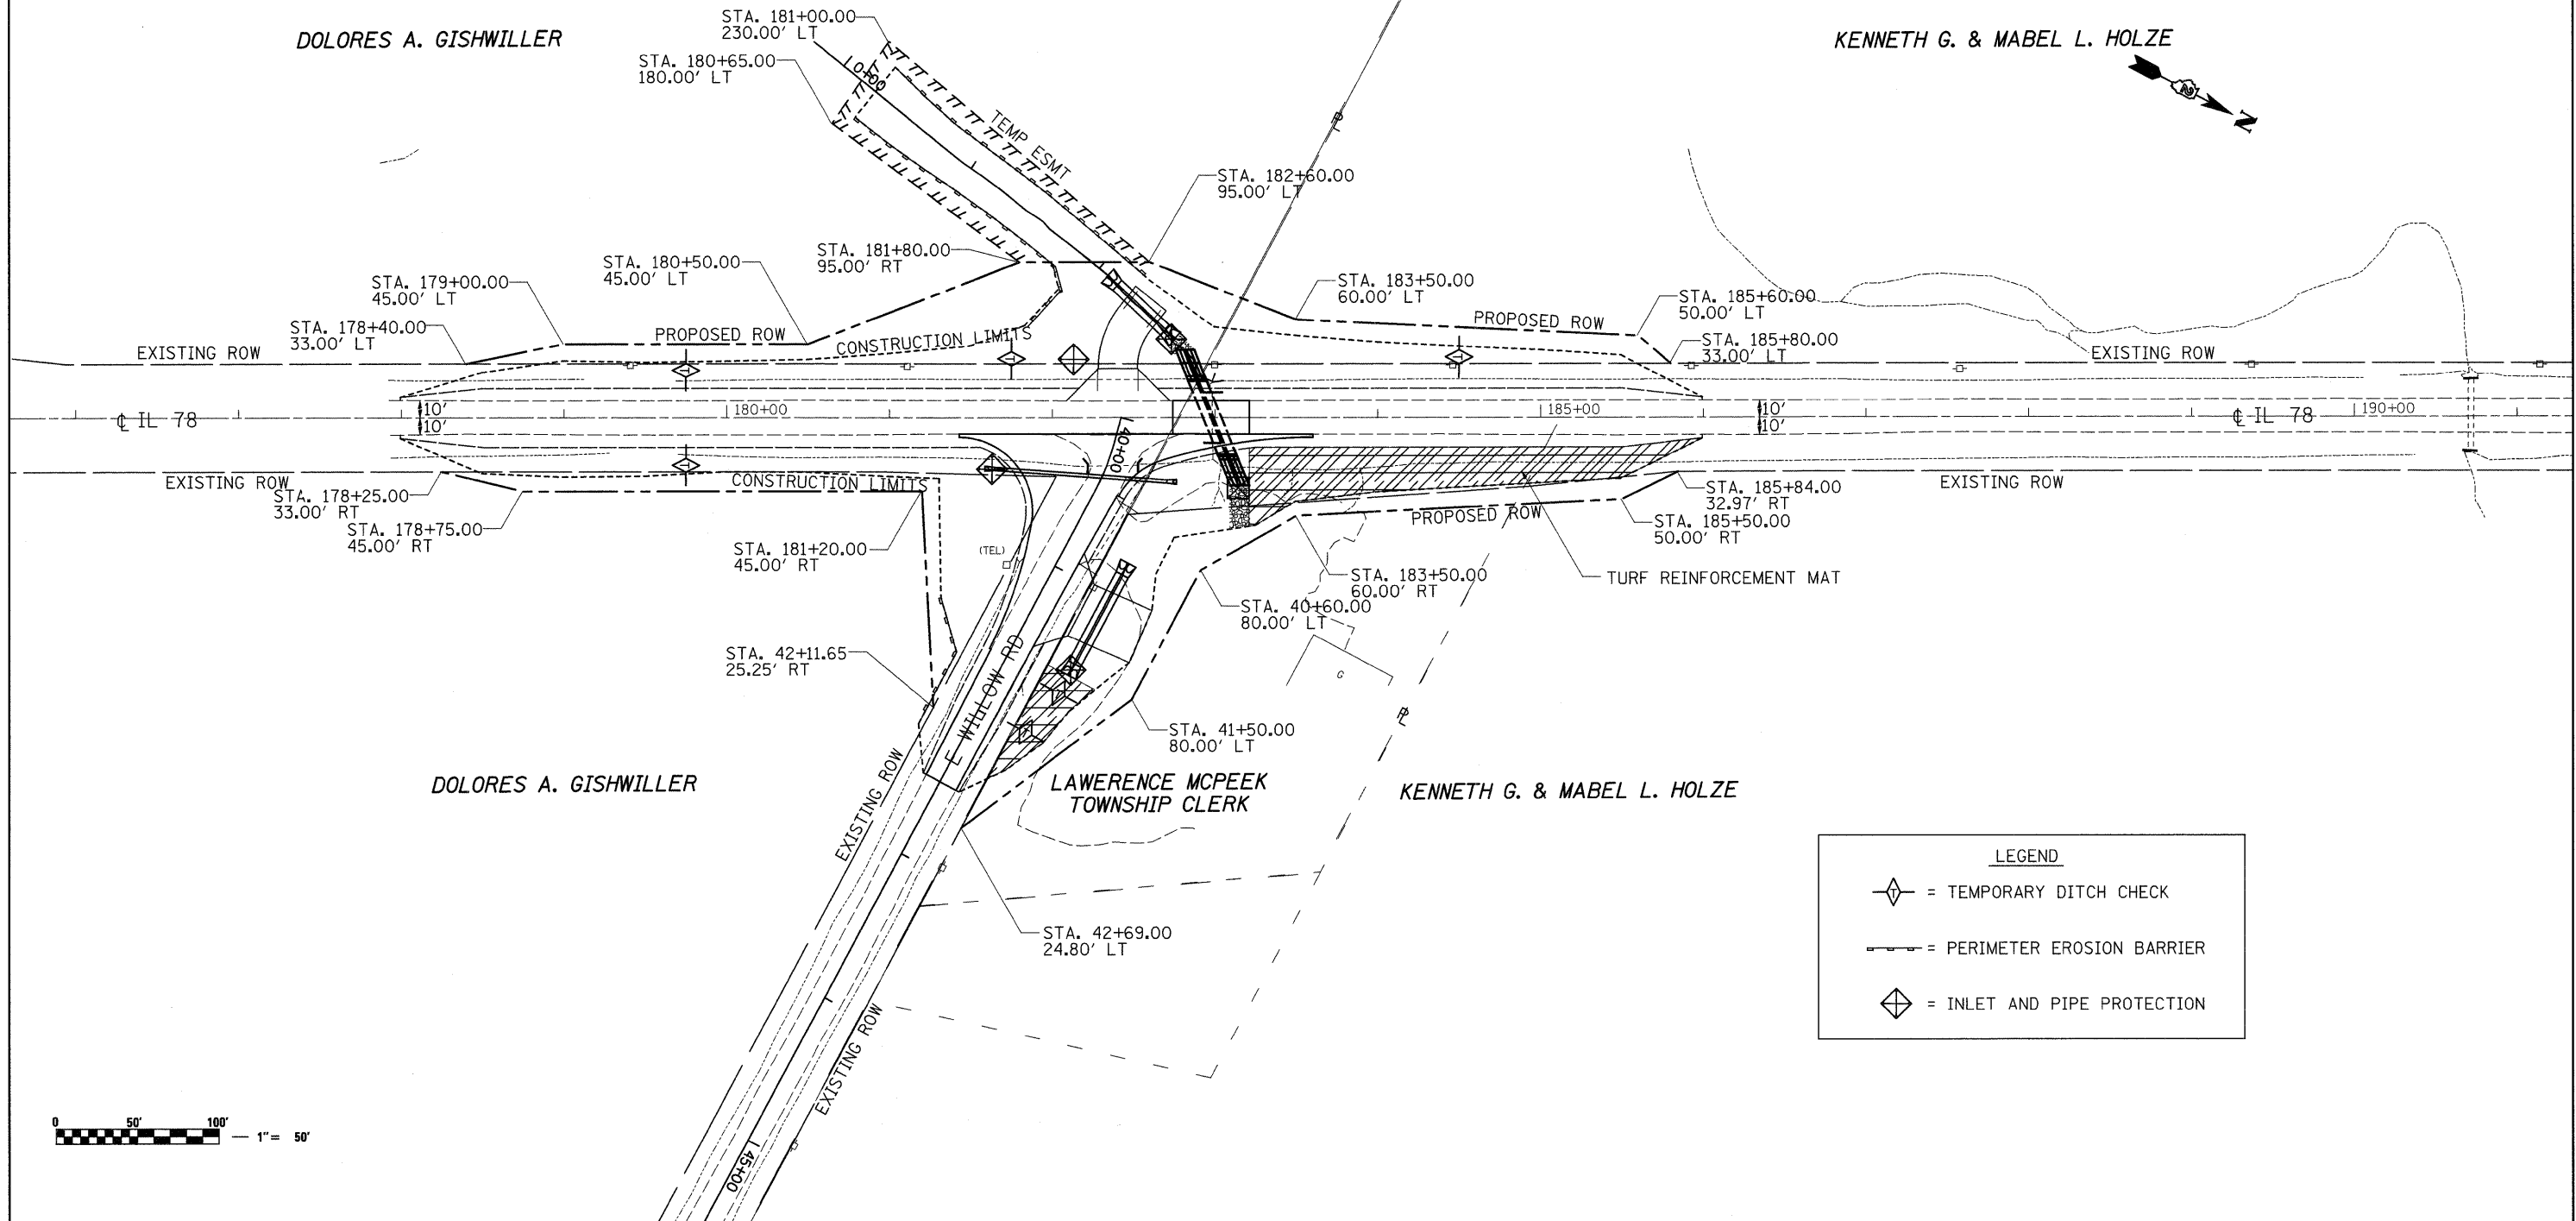 DOLORES A. GISHWILLER
STA. 181+00.00
230.00' LT
STA. 180+65.00
180.00' LT
10+00
TEMP ESMT
KENNETH G. & MABEL L. HOLZE
N
PL
STA. 182+60.00
95.00' LT
STA. 181+80.00
95.00' RT
STA. 180+50.00
45.00' LT
STA. 179+00.00
45.00' LT
STA. 178+40.00
33.00' LT
STA. 183+50.00
60.00' LT
STA. 185+60.00
50.00' LT
STA. 185+80.00
33.00' LT
EXISTING ROW
PROPOSED ROW
CONSTRUCTION LIMITS
PROPOSED ROW
EXISTING ROW
℄ IL 78
10'
10'
180+00
40+00
185+00
10'
10'
℄ IL 78
190+00
EXISTING ROW
CONSTRUCTION LIMITS
STA. 178+25.00
33.00' RT
STA. 178+75.00
45.00' RT
STA. 181+20.00
45.00' RT
(TEL)
PROPOSED ROW
EXISTING ROW
STA. 185+84.00
32.97' RT
STA. 185+50.00
50.00' RT
STA. 183+50.00
60.00' RT
TURF REINFORCEMENT MAT
STA. 40+60.00
80.00' LT
STA. 42+11.65
25.25' RT
E WILLOW RD
G
PL
STA. 41+50.00
80.00' LT
DOLORES A. GISHWILLER
EXISTING ROW
LAWERENCE MCPEEK
TOWNSHIP CLERK
KENNETH G. & MABEL L. HOLZE
STA. 42+69.00
24.80' LT
EXISTING ROW
45+00
LEGEND
T = TEMPORARY DITCH CHECK
= PERIMETER EROSION BARRIER
= INLET AND PIPE PROTECTION
0 50' 100'
1"= 50'